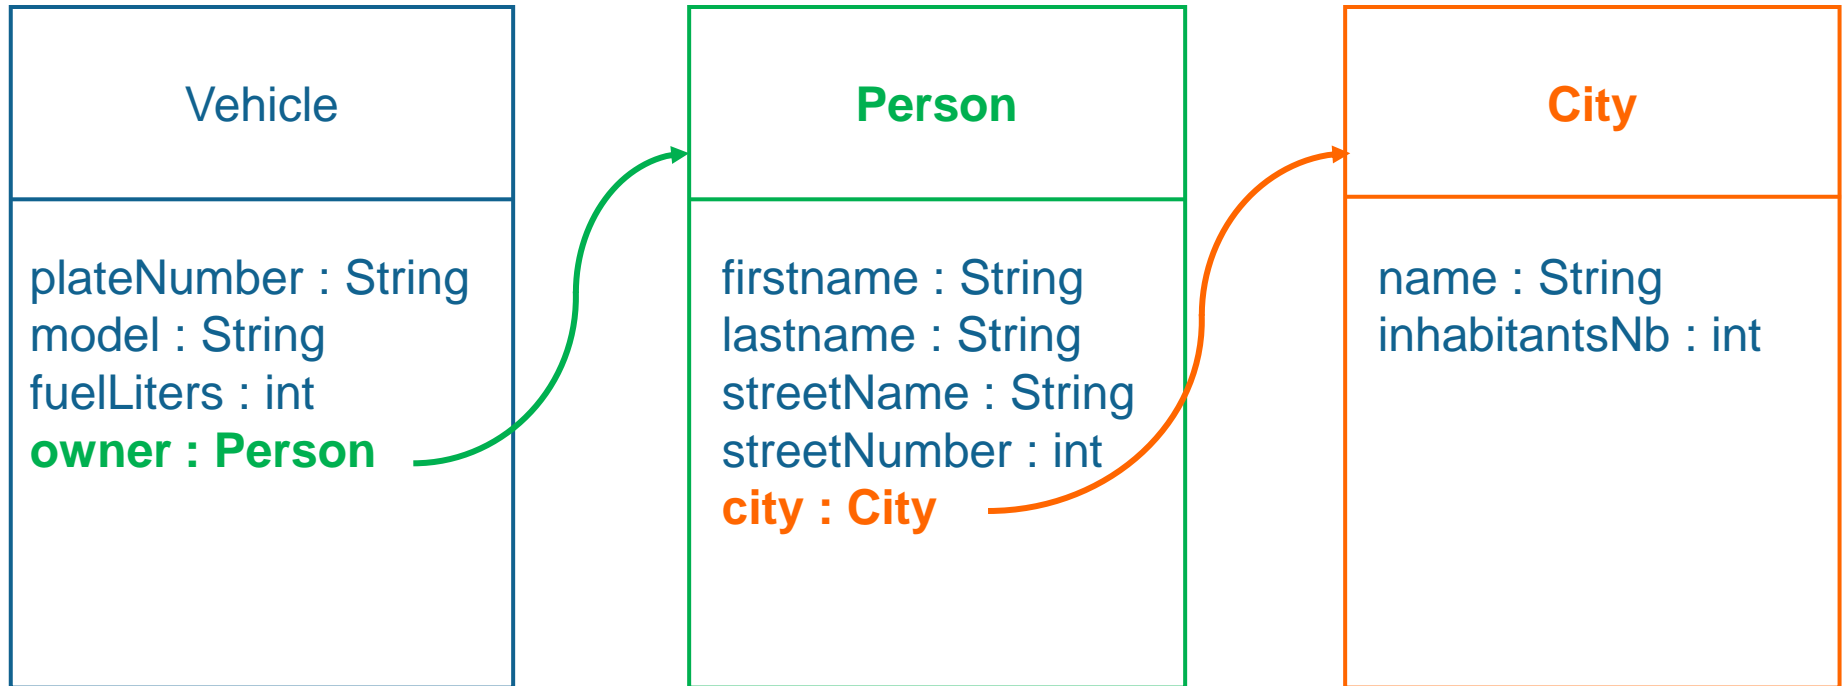 Vehicle
plateNumber : String
model : String
fuelLiters : int
owner : Person
Person
firstname : String
lastname : String
streetName : String
streetNumber : int
city : City
City
name : String
inhabitantsNb : int